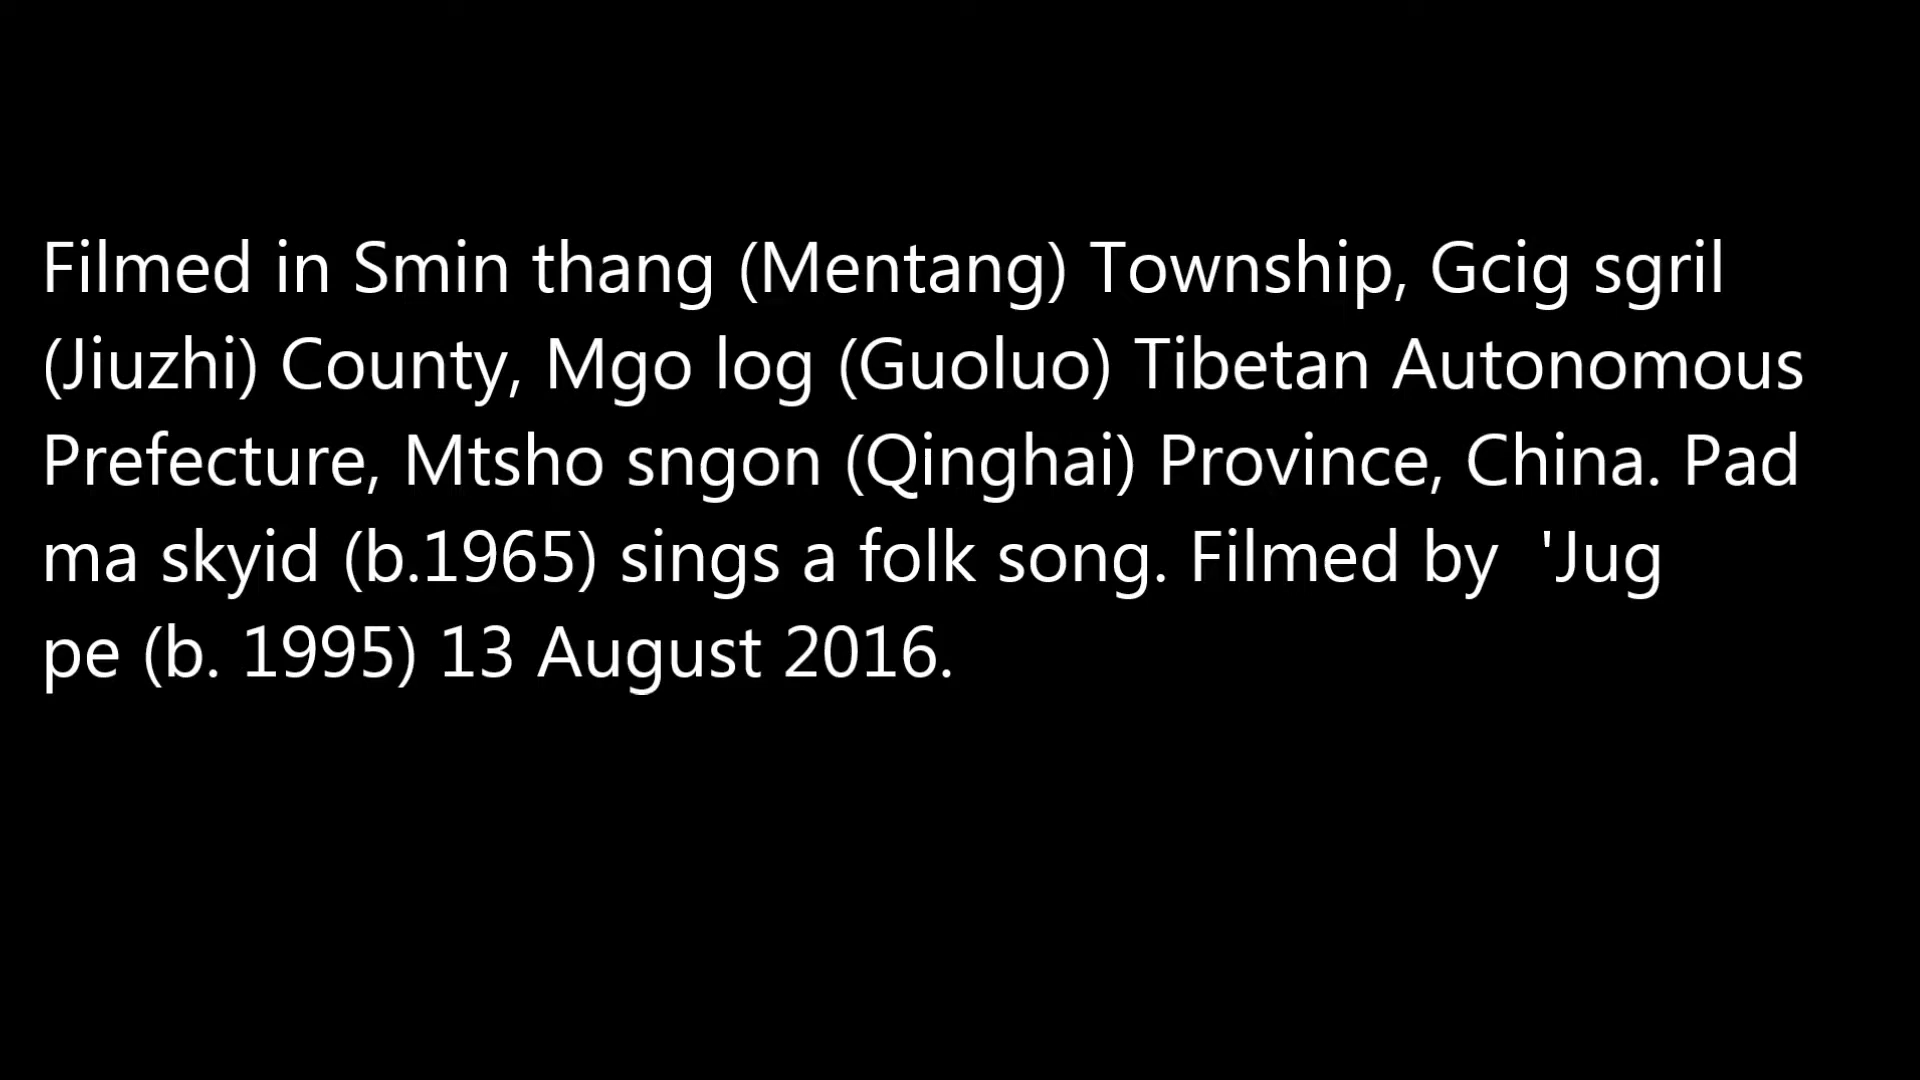 Filmed in Smin thang (Mentang) Township, Gcig sgril
(Jiuzhi) County, Mgo log (Guoluo) Tibetan Autonomous
Prefecture, Mtsho sngon (Qinghai) Province, China. Pad
ma skyid (b.1965) sings a folk song. Filmed by  'Jug
pe (b. 1995) 13 August 2016.